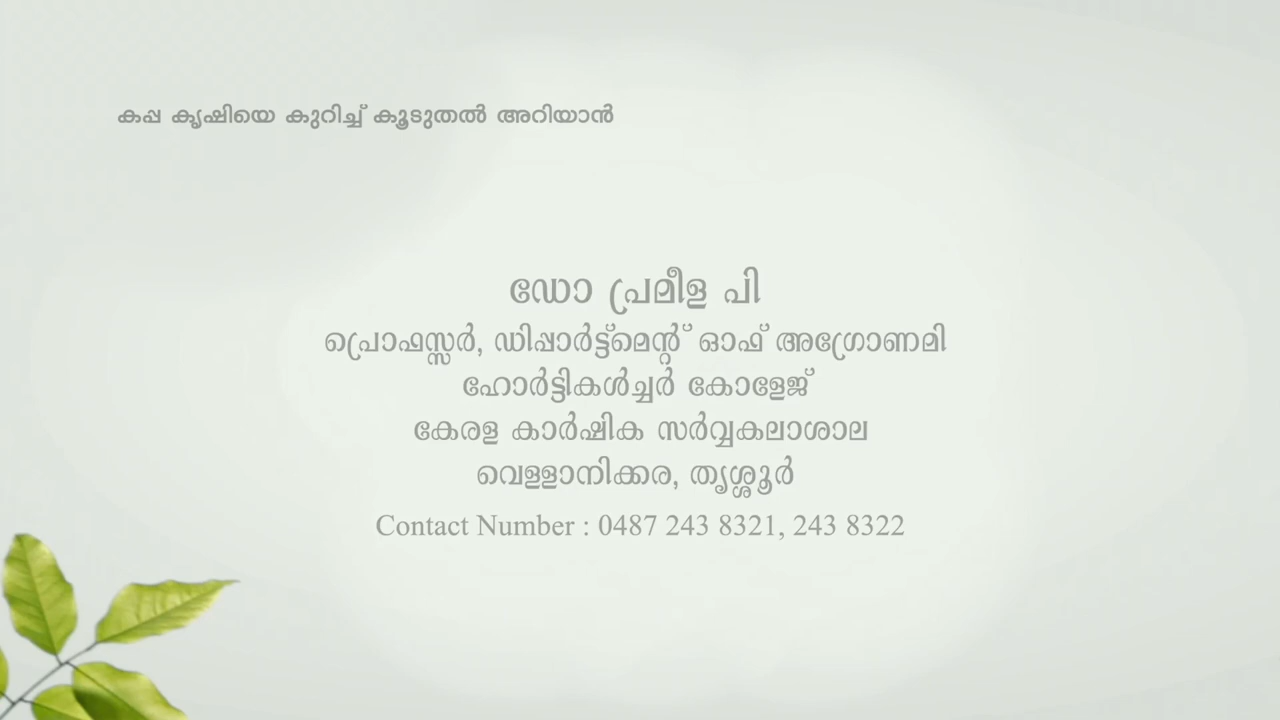 കപ്പ കൃഷിയെ കുറിച്ച് കൂടുതൽ അറിയാൻ
ഡോ പ്രമീള പി
പ്രൊഫസ്സർ, ഡിപ്പാർട്ട്മെന്റ് ഓഫ് അഗ്രോണമി
ഹോർട്ടികൾച്ചർ കോളേജ്
കേരള കാർഷിക സർവ്വകലാശാല
വെള്ളാനിക്കര, തൃശ്ശൂർ
Contact Number : 0487 243 8321, 243 8322